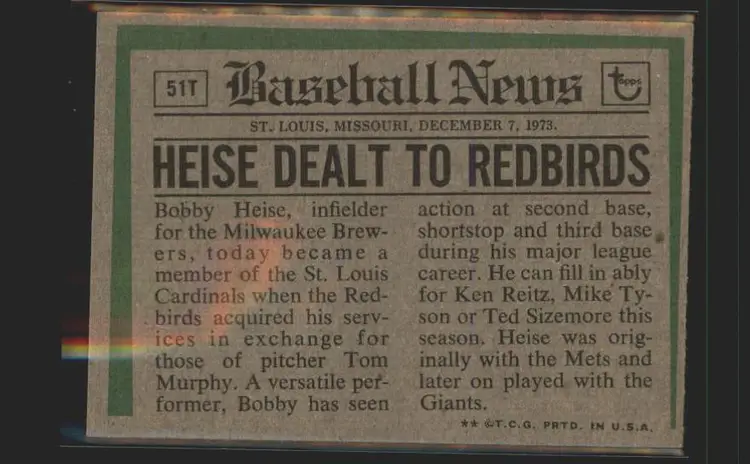 51T Baseball News topps
ST. LOUIS, MISSOURI, DECEMBER 7, 1973.
HEISE DEALT TO REDBIRDS
Bobby Heise, infielder
for the Milwaukee Brew-
ers, today became a
member of the St. Louis
Cardinals when the Red-
birds acquired his serv-
ices in exchange for
those of pitcher Tom
Murphy. A versatile per-
former, Bobby has seen
action at second base,
shortstop and third base
during his major league
career. He can fill in ably
for Ken Reitz, Mike Ty-
son or Ted Sizemore this
season. Heise was orig-
inally with the Mets and
later on played with the
Giants.
** ©T.C.G. PRTD. IN U.S.A.